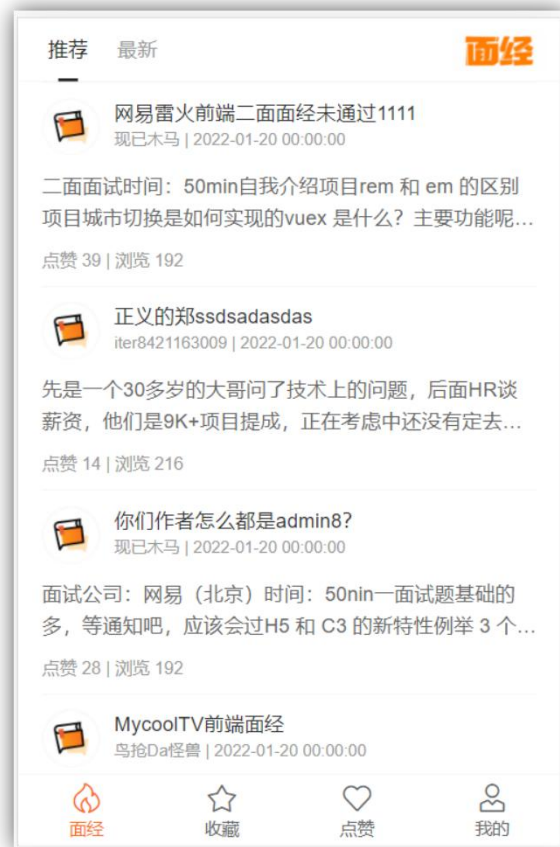 推荐 最新 面经
网易雷火前端二面面经未通过1111
现已木马 | 2022-01-20 00:00:00
二面面试时间：50min自我介绍项目rem 和 em 的区别
项目城市切换是如何实现的vuex 是什么？主要功能呢…
点赞 39 | 浏览 192
正义的郑ssdsadasdas
iter8421163009 | 2022-01-20 00:00:00
先是一个30多岁的大哥问了技术上的问题，后面HR谈
薪资，他们是9K+项目提成，正在考虑中还没有定去…
点赞 14 | 浏览 216
你们作者怎么都是admin8?
现已木马 | 2022-01-20 00:00:00
面试公司：网易（北京）时间：50nin一面试题基础的
多，等通知吧，应该会过H5 和 C3 的新特性例举 3 个…
点赞 28 | 浏览 192
MycoolTV前端面经
鸟抢Da怪兽 | 2022-01-20 00:00:00
面经 收藏 点赞 我的